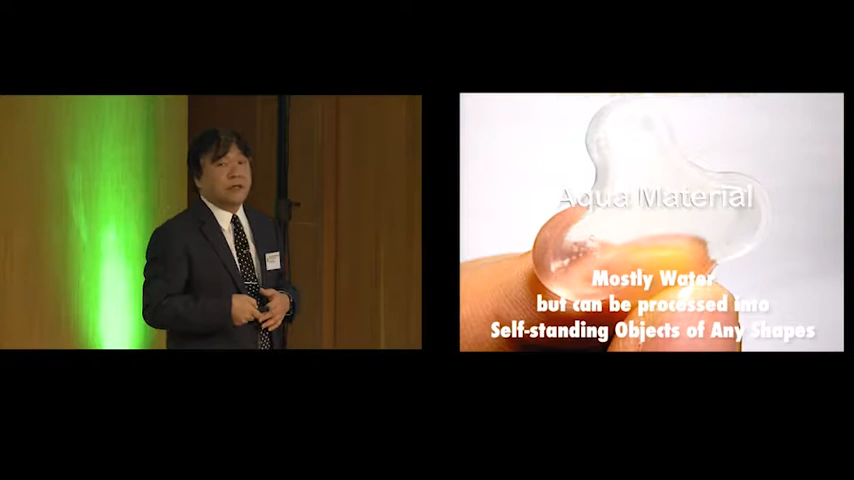 Aqua Material
Mostly Water
but can be processed into
Self-standing Objects of Any Shapes